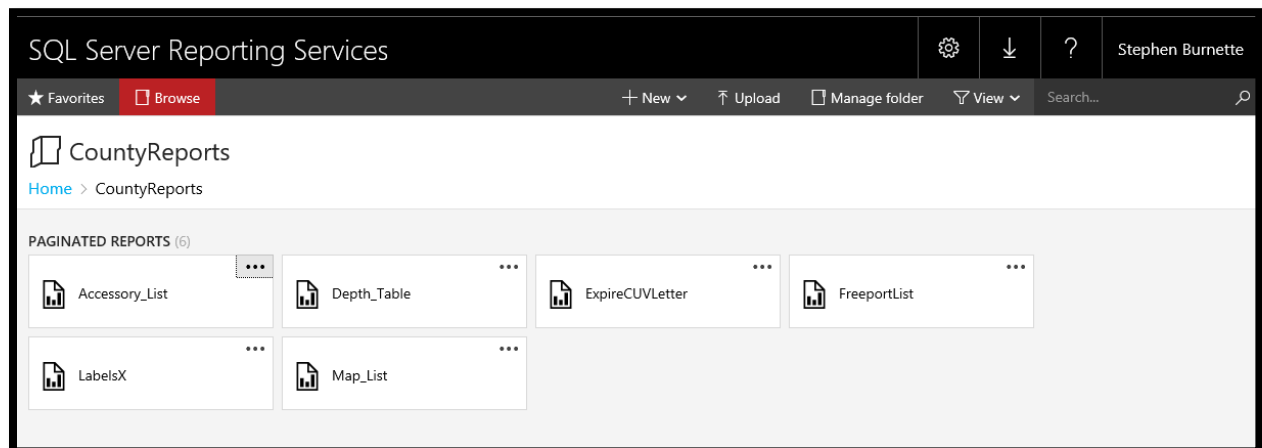 SQL Server Reporting Services
? Stephen Burnette
Favorites Browse New Upload Manage folder View Search...
CountyReports
Home > CountyReports
PAGINATED REPORTS (6)
Accessory_List Depth_Table ExpireCUVLetter FreeportList
LabelsX Map_List